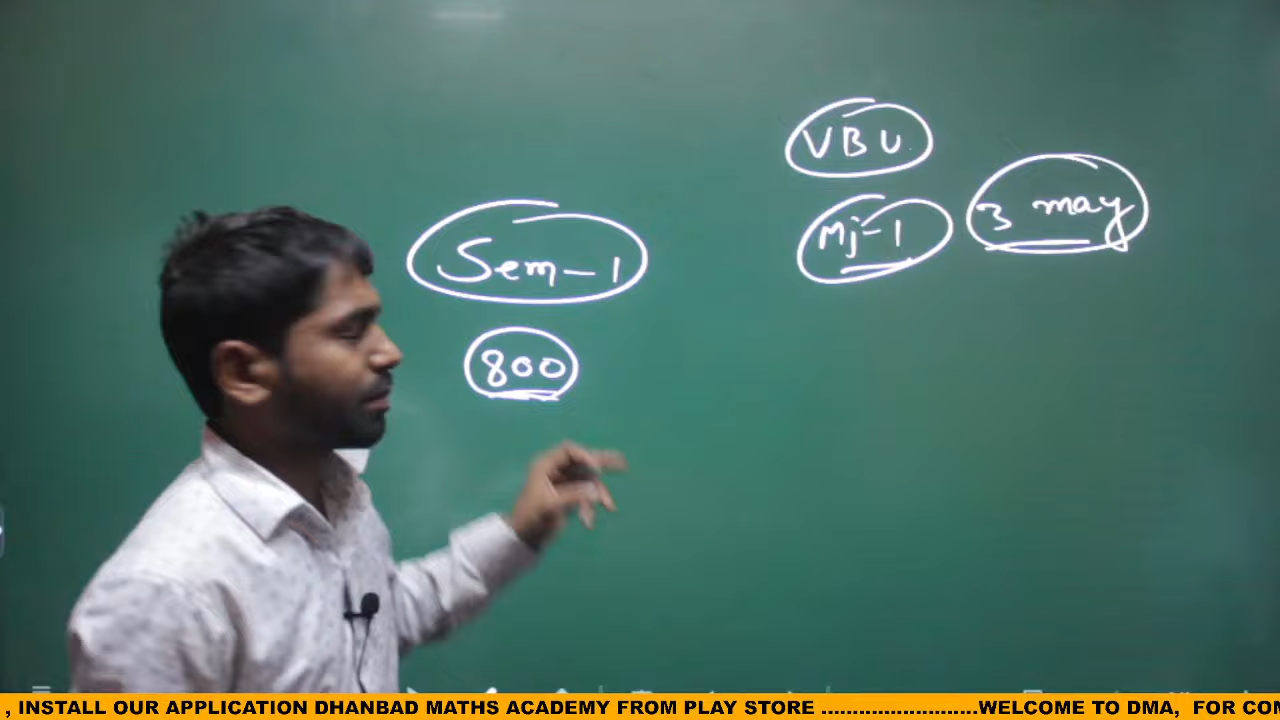 VBU
Mj-1
3 may
Sem-1
800
, INSTALL OUR APPLICATION DHANBAD MATHS ACADEMY FROM PLAY STORE .........................WELCOME TO DMA, FOR CON